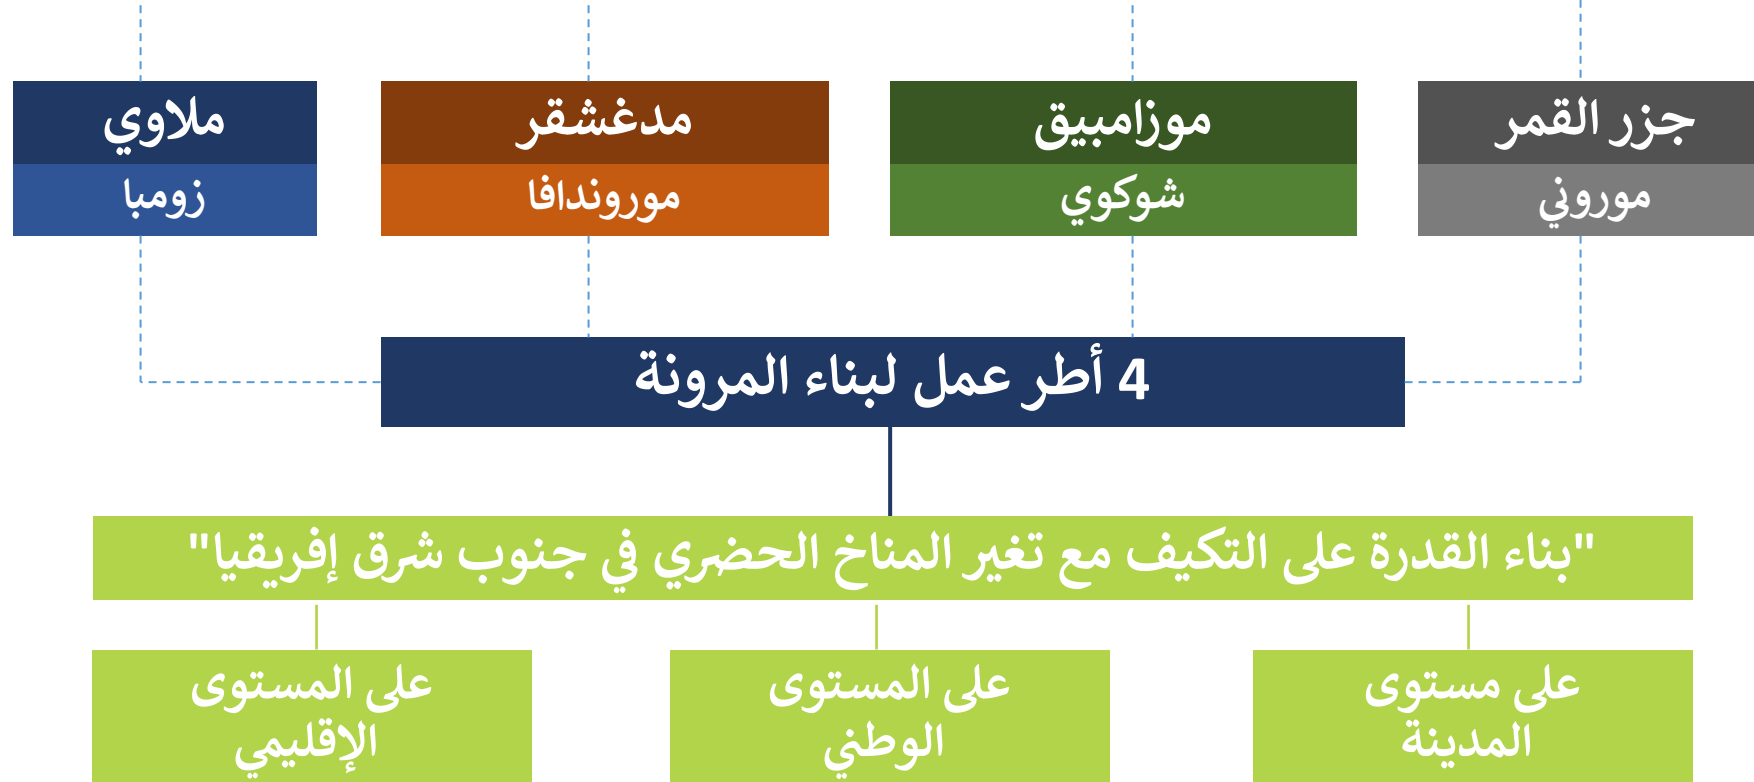 جزر القمر
موزامبيق
مدغشقر
ملاوي
موروني
شوكوي
موروندافا
زومبا
4 أطر عمل لبناء المرونة
"بناء القدرة على التكيف مع تغير المناخ الحضري في جنوب شرق إفريقيا"
على مستوى
المدينة
على المستوى
الوطني
على المستوى
الإقليمي